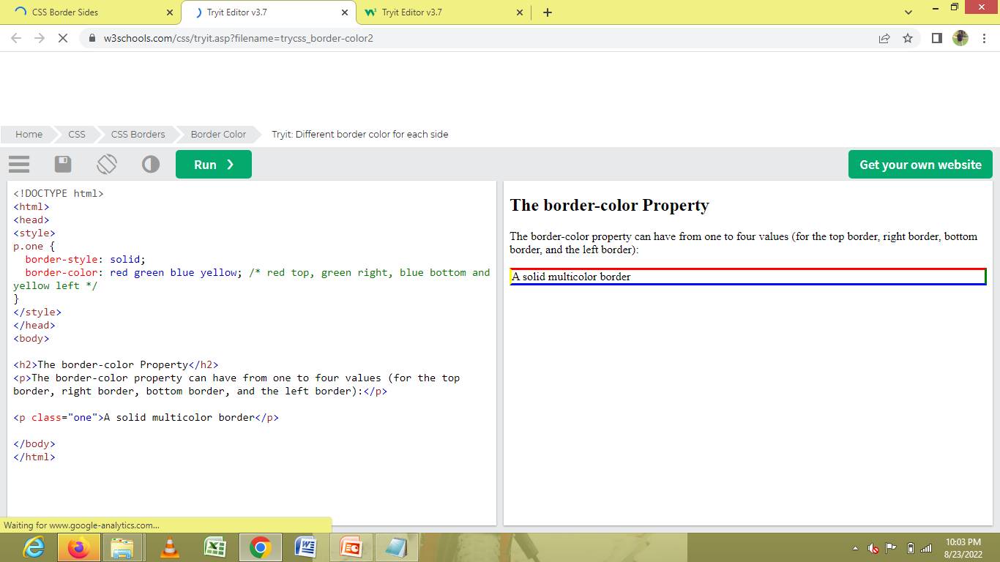 CSS Border Sides
Tryit Editor v3.7
Tryit Editor v3.7
w3schools.com/css/tryit.asp?filename=trycss_border-color2
Home CSS CSS Borders Border Color Tryit: Different border color for each side
Run ❯
Get your own website
<!DOCTYPE html>
<html>
<head>
<style>
p.one {
  border-style: solid;
  border-color: red green blue yellow; /* red top, green right, blue bottom and
yellow left */
}
</style>
</head>
<body>

<h2>The border-color Property</h2>
<p>The border-color property can have from one to four values (for the top
border, right border, bottom border, and the left border):</p>

<p class="one">A solid multicolor border</p>

</body>
</html>
The border-color Property
The border-color property can have from one to four values (for the top border, right border, bottom
border, and the left border):
A solid multicolor border
Waiting for www.google-analytics.com...
10:03 PM
8/23/2022